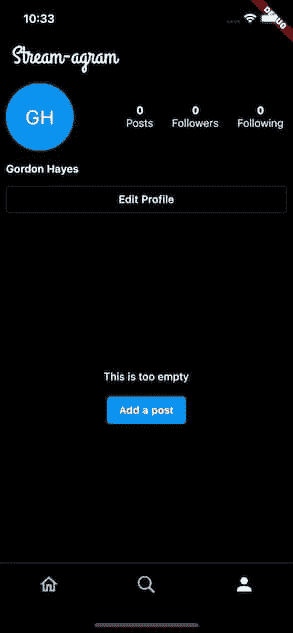 10:33
DEBUG
Stream-agram
GH
0 0 0
Posts Followers Following
Gordon Hayes
Edit Profile
This is too empty
Add a post